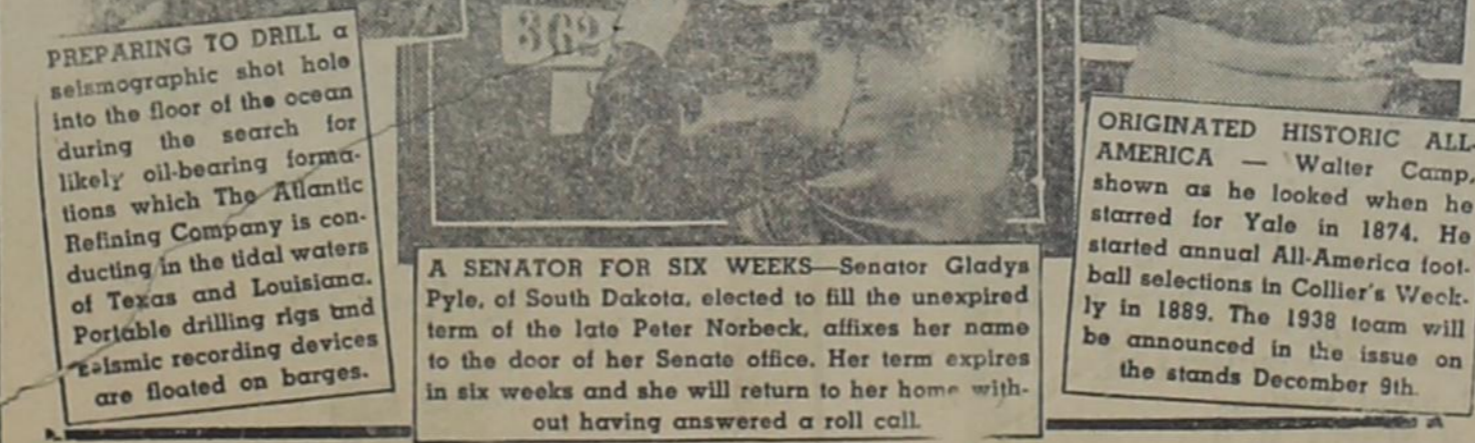 PREPARING TO DRILL a
seismographic shot hole
into the floor of the ocean
during the search for
likely oil-bearing forma-
tions which The Atlantic
Refining Company is con-
ducting in the tidal waters
of Texas and Louisiana.
Portable drilling rigs and
seismic recording devices
are floated on barges.
362
A SENATOR FOR SIX WEEKS—Senator Gladys
Pyle, of South Dakota, elected to fill the unexpired
term of the late Peter Norbeck, affixes her name
to the door of her Senate office. Her term expires
in six weeks and she will return to her home with-
out having answered a roll call.
ORIGINATED HISTORIC ALL-
AMERICA — Walter Camp,
shown as he looked when he
starred for Yale in 1874. He
started annual All-America foot-
ball selections in Collier's Week-
ly in 1889. The 1938 team will
be announced in the issue on
the stands December 9th.